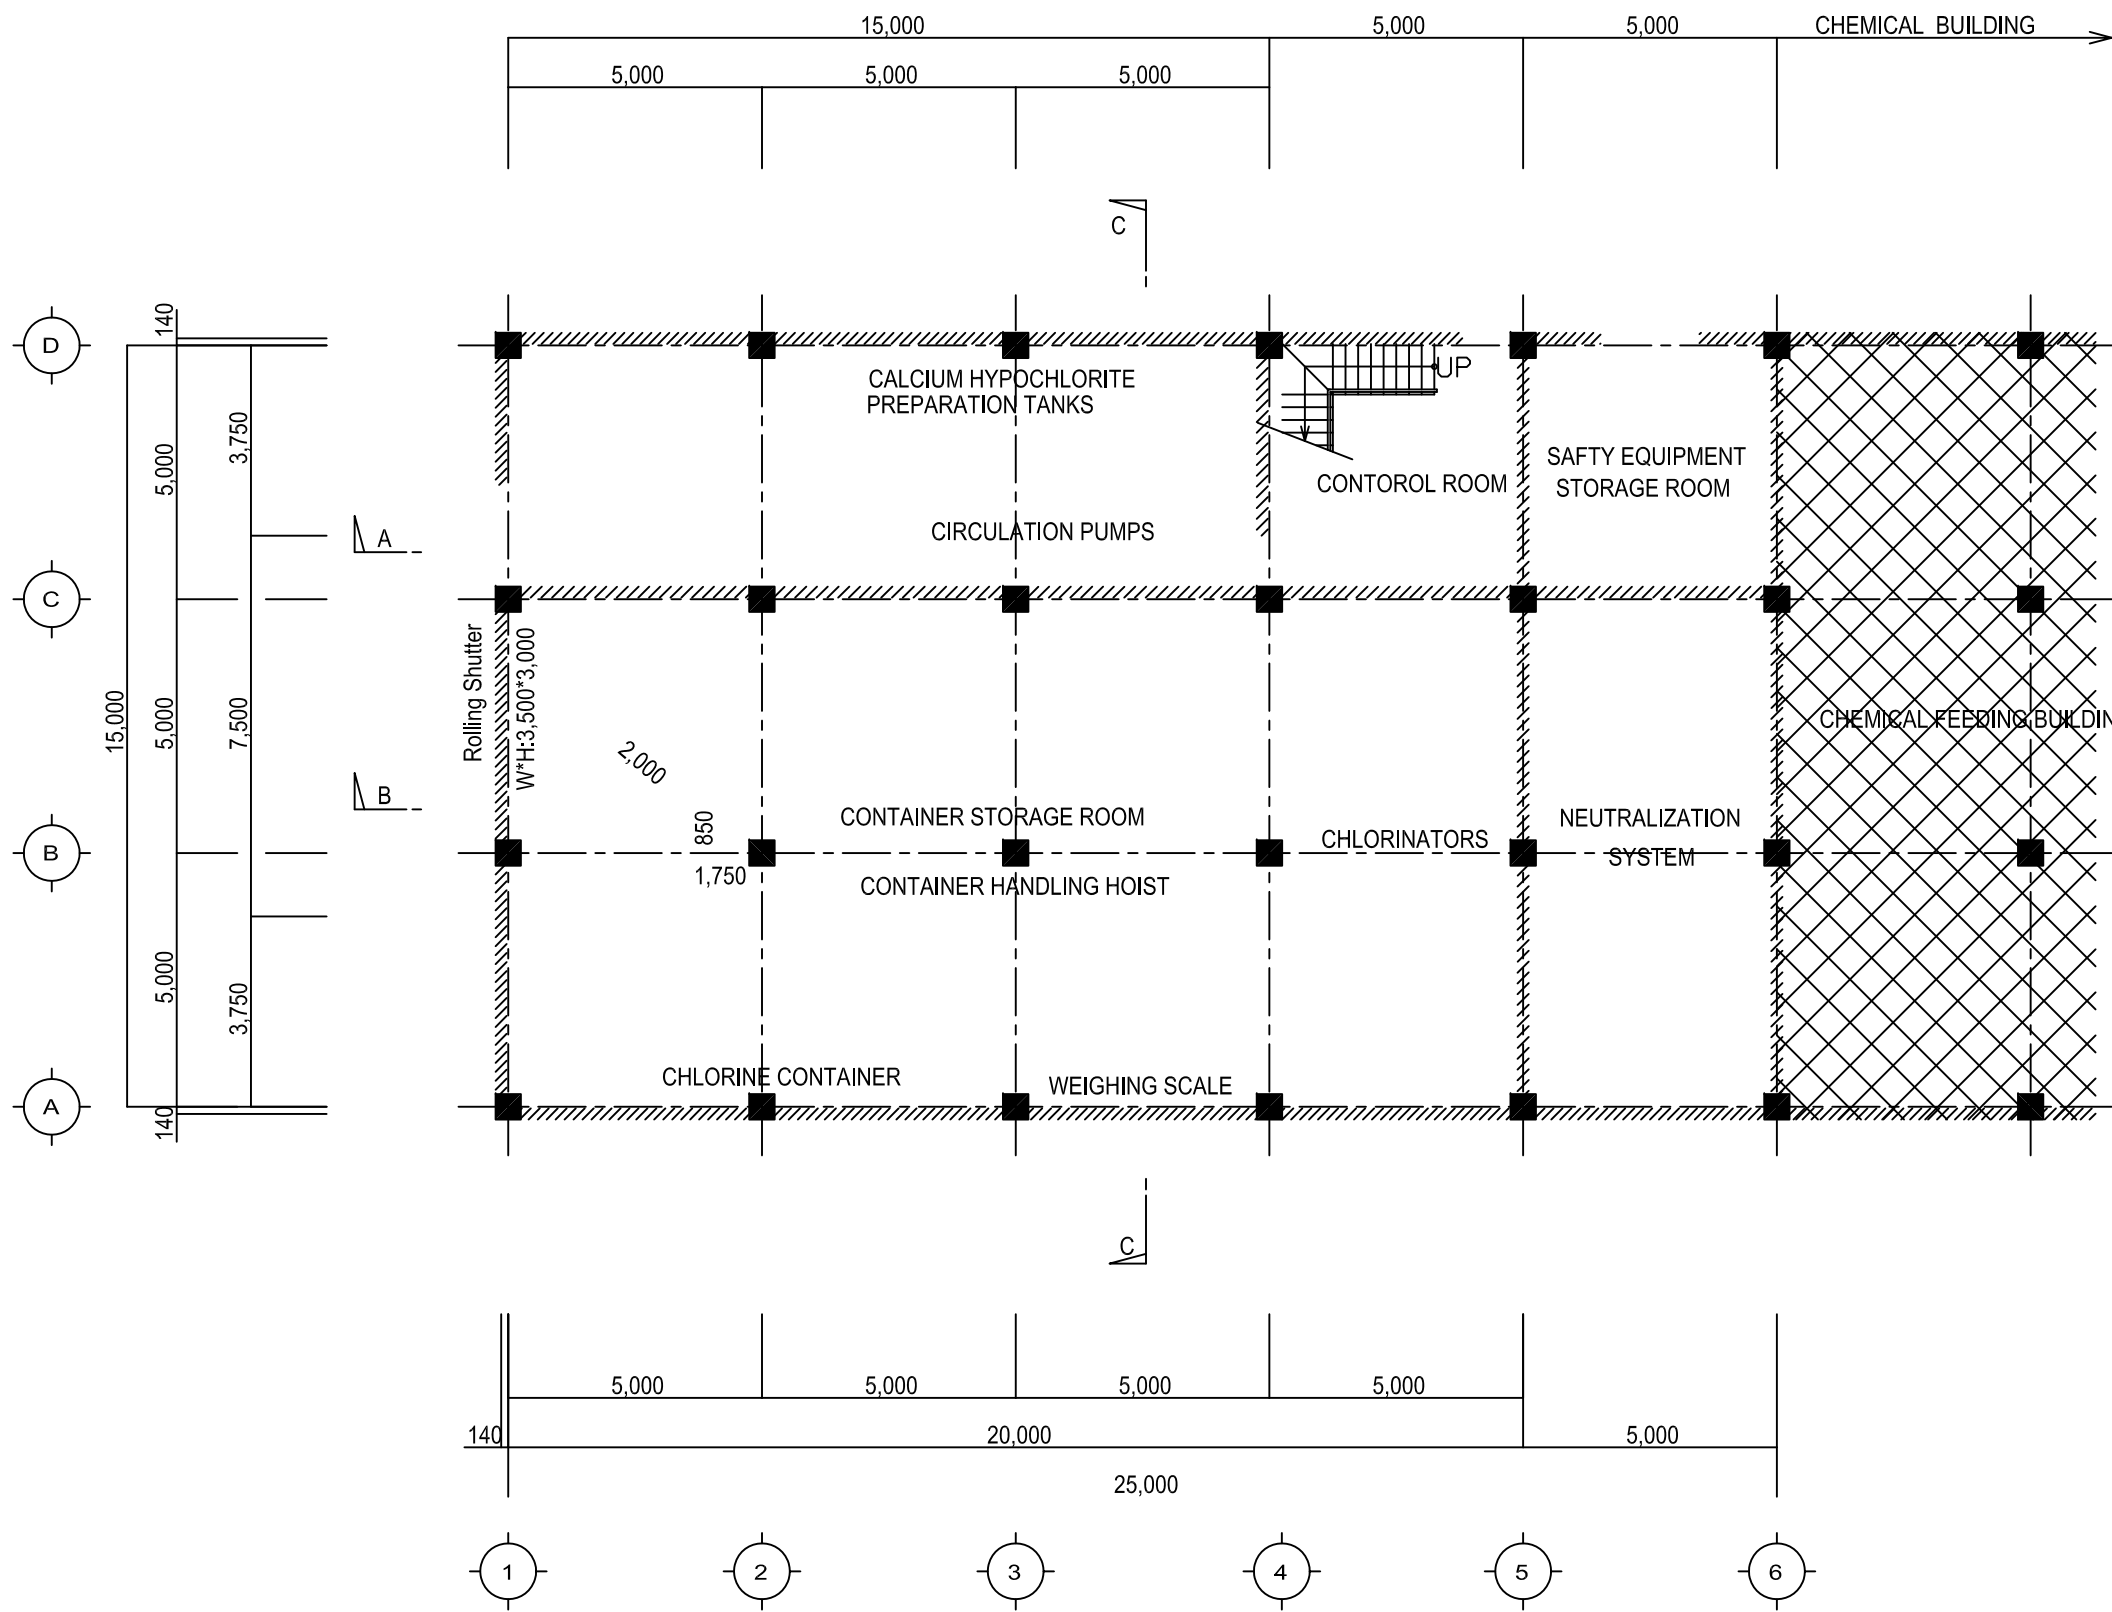 15,000
5,000
5,000
CHEMICAL BUILDING
5,000
5,000
5,000
C
D
140
CALCIUM HYPOCHLORITE
PREPARATION TANKS
UP
3,750
5,000
SAFTY EQUIPMENT
STORAGE ROOM
CONTOROL ROOM
A
CIRCULATION PUMPS
C
Rolling Shutter
W*H:3,500*3,000
15,000
5,000
7,500
CHEMICAL FEEDING BUILDIN
2,000
B
CONTAINER STORAGE ROOM
NEUTRALIZATION
SYSTEM
850
CHLORINATORS
B
1,750
CONTAINER HANDLING HOIST
5,000
3,750
CHLORINE CONTAINER
WEIGHING SCALE
A
140
C
5,000
5,000
5,000
5,000
140
20,000
5,000
25,000
1
2
3
4
5
6